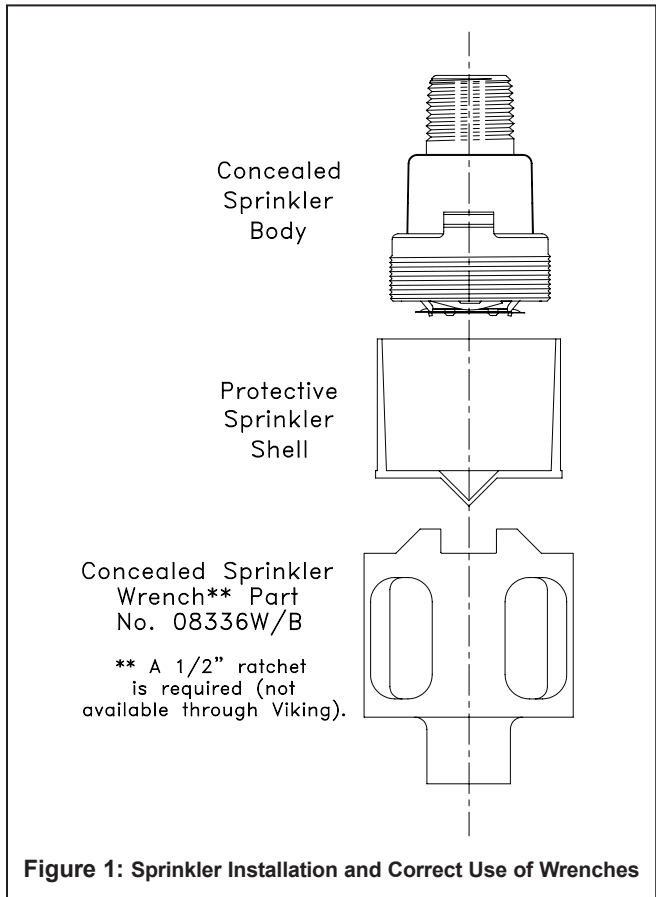 Concealed
Sprinkler
Body
Protective
Sprinkler
Shell
Concealed Sprinkler
Wrench** Part
No. 08336W/B
** A 1/2” ratchet
is required (not
available through Viking).
Figure 1: Sprinkler Installation and Correct Use of Wrenches